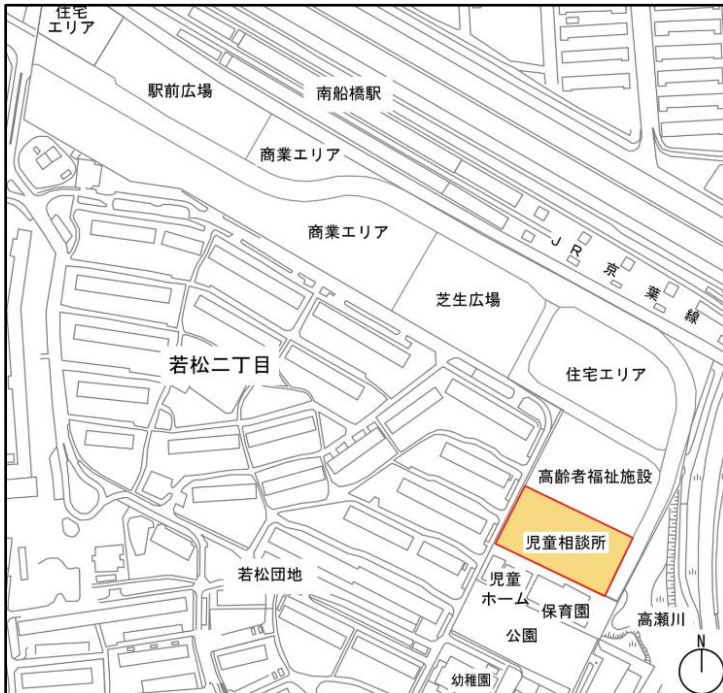 住宅
エリア
駅前広場
南船橋駅
商業エリア
商業エリア
JR京葉線
芝生広場
若松二丁目
住宅エリア
高齢者福祉施設
児童相談所
若松団地
児童
ホーム
保育園
公園
高瀬川
幼稚園
N